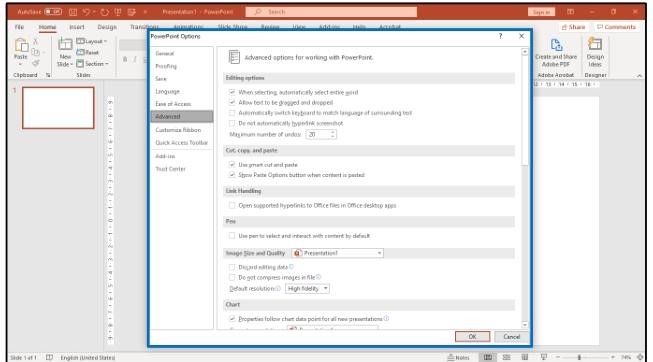 AutoSave Off Presentation1 - PowerPoint Search Sign in
File Home Insert Design Transitions Animations Slide Show Review View Add-ins Help Acrobat Share Comments
Paste
New Slide
Layout
Reset
Section
Clipboard Slides
Create and Share Adobe PDF
Design Ideas
Adobe Acrobat Designer
1
PowerPoint Options ?
General
Proofing
Save
Language
Ease of Access
Advanced
Customize Ribbon
Quick Access Toolbar
Add-ins
Trust Center
Advanced options for working with PowerPoint.
Editing options
When selecting, automatically select entire word
Allow text to be dragged and dropped
Automatically switch keyboard to match language of surrounding text
Do not automatically hyperlink screenshot
Maximum number of undos: 20
Cut, copy, and paste
Use smart cut and paste
Show Paste Options button when content is pasted
Link Handling
Open supported hyperlinks to Office files in Office desktop apps
Pen
Use pen to select and interact with content by default
Image Size and Quality Presentation1
Discard editing data
Do not compress images in file
Default resolution: High fidelity
Chart
Properties follow chart data point for all new presentations
OK Cancel
Slide 1 of 1 English (United States) Notes 74%